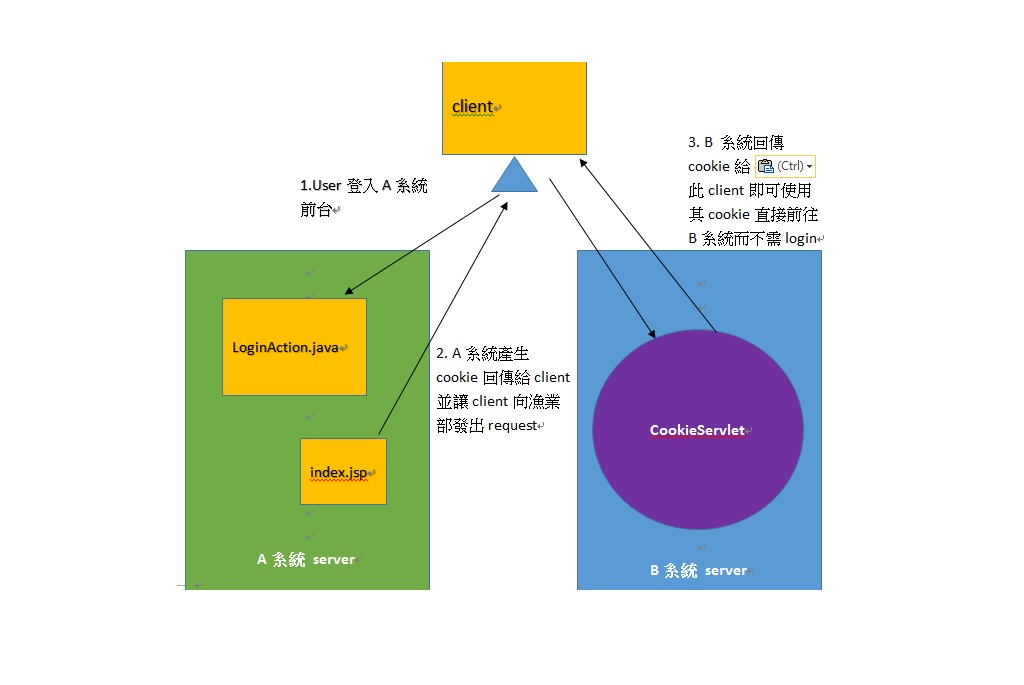 client
1.User 登入 A 系統
前台
3. B 系統回傳
cookie 給 (Ctrl)
此 client 即可使用
其 cookie 直接前往
B 系統而不需 login
LoginAction.java
2. A 系統產生
cookie 回傳給 client
並讓 client 向漁業
部發出 request
index.jsp
CookieServlet
A 系統 server
B 系統 server